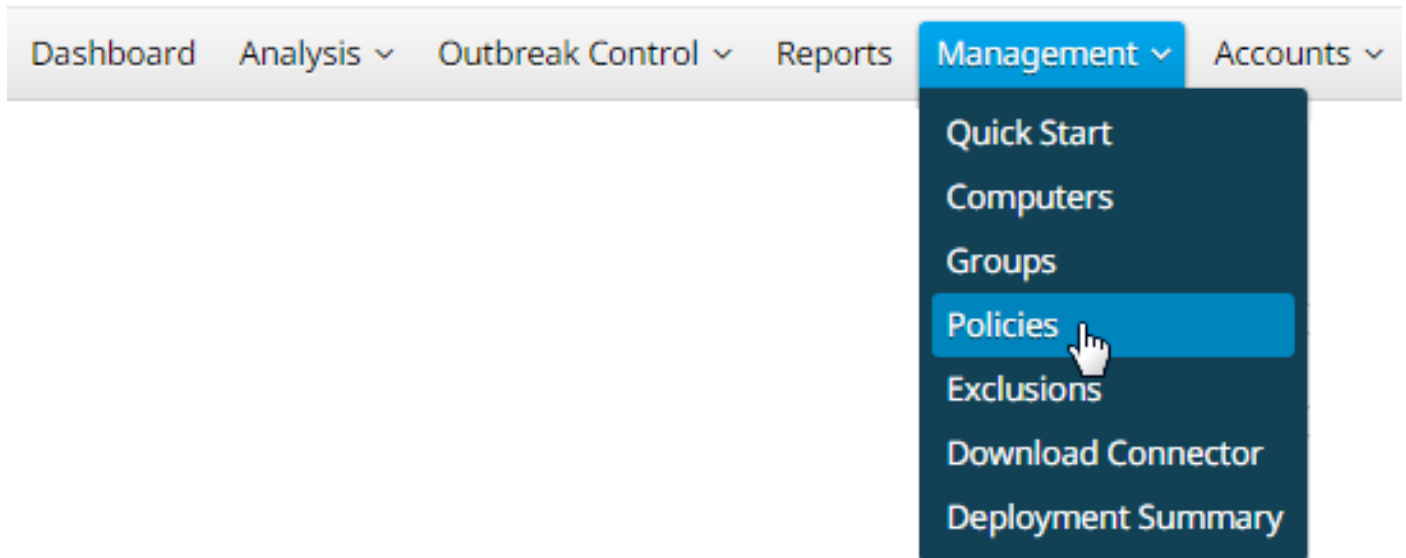 Dashboard Analysis Outbreak Control Reports Management Accounts
Quick Start
Computers
Groups
Policies
Exclusions
Download Connector
Deployment Summary